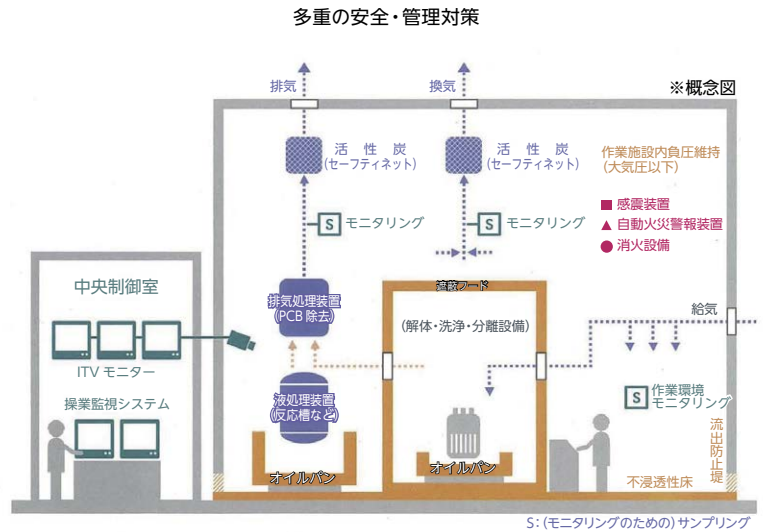 多重の安全・管理対策
※概念図
排気
換気
活性炭
(セーフティネット)
活性炭
(セーフティネット)
作業施設内負圧維持
(大気圧以下)
S モニタリング
S モニタリング
■ 感震装置
▲ 自動火災警報装置
● 消火設備
中央制御室
ITV モニター
操業監視システム
排気処理装置
(PCB 除去)
液処理装置
(反応槽など)
オイルパン
遮蔽フード
(解体・洗浄・分離設備)
オイルパン
給気
S 作業環境
モニタリング
流出防止堤
不浸透性床
S:(モニタリングのための)サンプリング